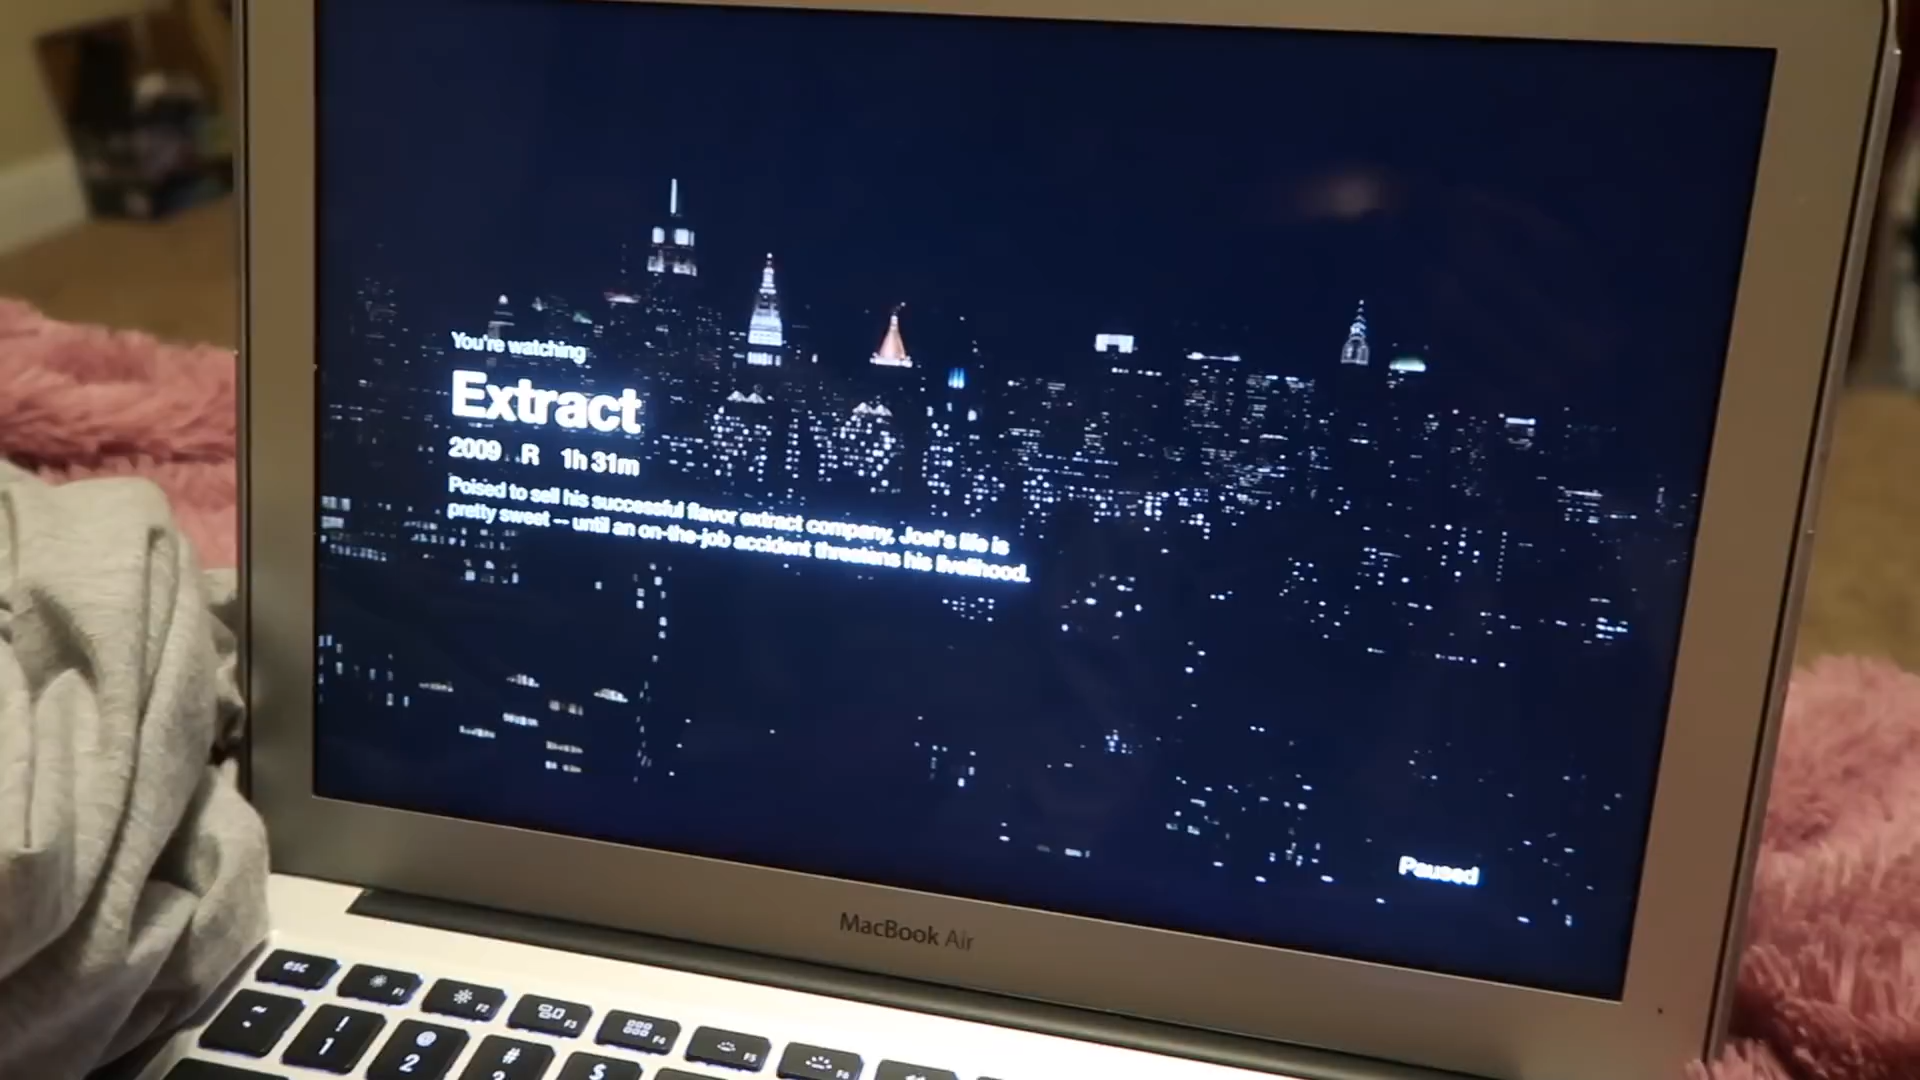 You're watching
Extract
2009 R 1h 31m
Poised to sell his successful flavor extract company, Joel's life is
pretty sweet -- until an on-the-job accident threatens his livelihood.
Paused
MacBook Air
esc
F1
F2
F3
F4
F5
F6
~
! 1
@ 2
#
$